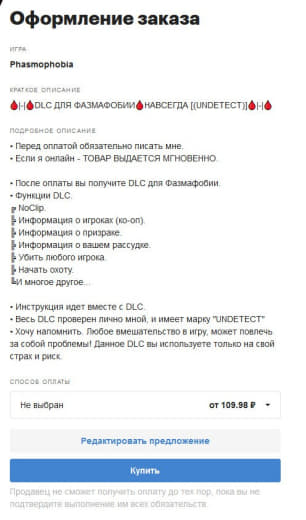 Оформление заказа
ИГРА
Phasmophobia
КРАТКОЕ ОПИСАНИЕ
🩸|-|🩸DLC ДЛЯ ФАЗМАФОБИИ🩸НАВСЕГДА [(UNDETECT)]🩸|-|🩸
ПОДРОБНОЕ ОПИСАНИЕ
• Перед оплатой обязательно писать мне.
• Если я онлайн - ТОВАР ВЫДАЕТСЯ МГНОВЕННО.
• После оплаты вы получите DLC для Фазмафобии.
• Функции DLC.
╔ NoClip.
╠ Информация о игроках (ко-оп).
╠ Информация о призраке.
╠ Информация о вашем рассудке.
╠ Убить любого игрока.
╠ Начать охоту.
╚И многое другое...
• Инструкция идет вместе с DLC.
• Весь DLC проверен лично мной, и имеет марку "UNDETECT"
• Хочу напомнить. Любое вмешательство в игру, может повлечь
за собой проблемы! Данное DLC вы используете только на свой
страх и риск.
СПОСОБ ОПЛАТЫ
Не выбран от 109.98 ₽
Редактировать предложение
Купить
Продавец не сможет получить оплату до тех пор, пока вы не
подтвердите выполнение им всех обязательств.